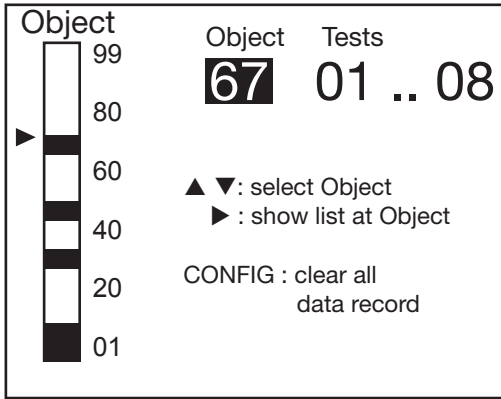 Object
99
80
60
40
20
01
Object Tests
67 01 .. 08
▲ ▼: select Object
► : show list at Object
CONFIG : clear all
data record